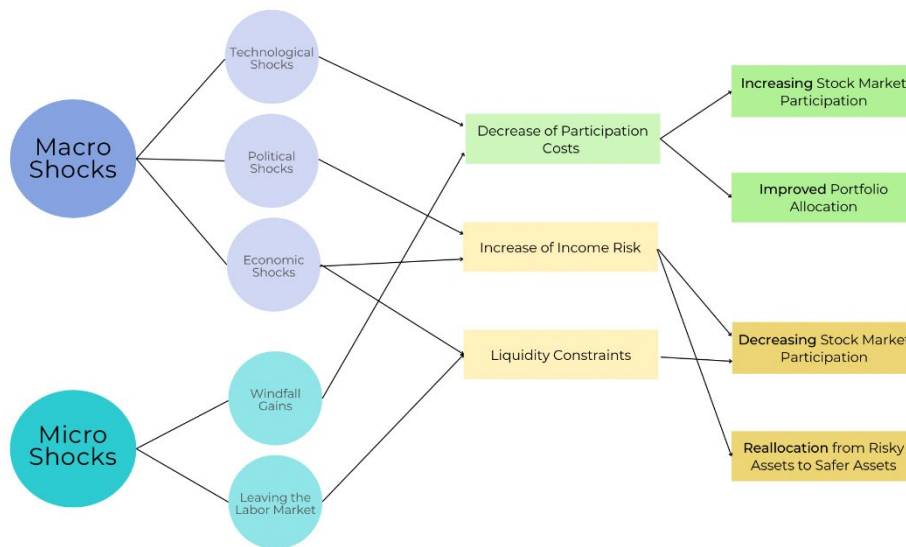 Macro
Shocks
Technological
Shocks
Political
Shocks
Economic
Shocks
Micro
Shocks
Windfall
Gains
Leaving the
Labor Market
Decrease of Participation
Costs
Increase of Income Risk
Liquidity Constraints
Increasing Stock Market
Participation
Improved Portfolio
Allocation
Decreasing Stock Market
Participation
Reallocation from Risky
Assets to Safer Assets